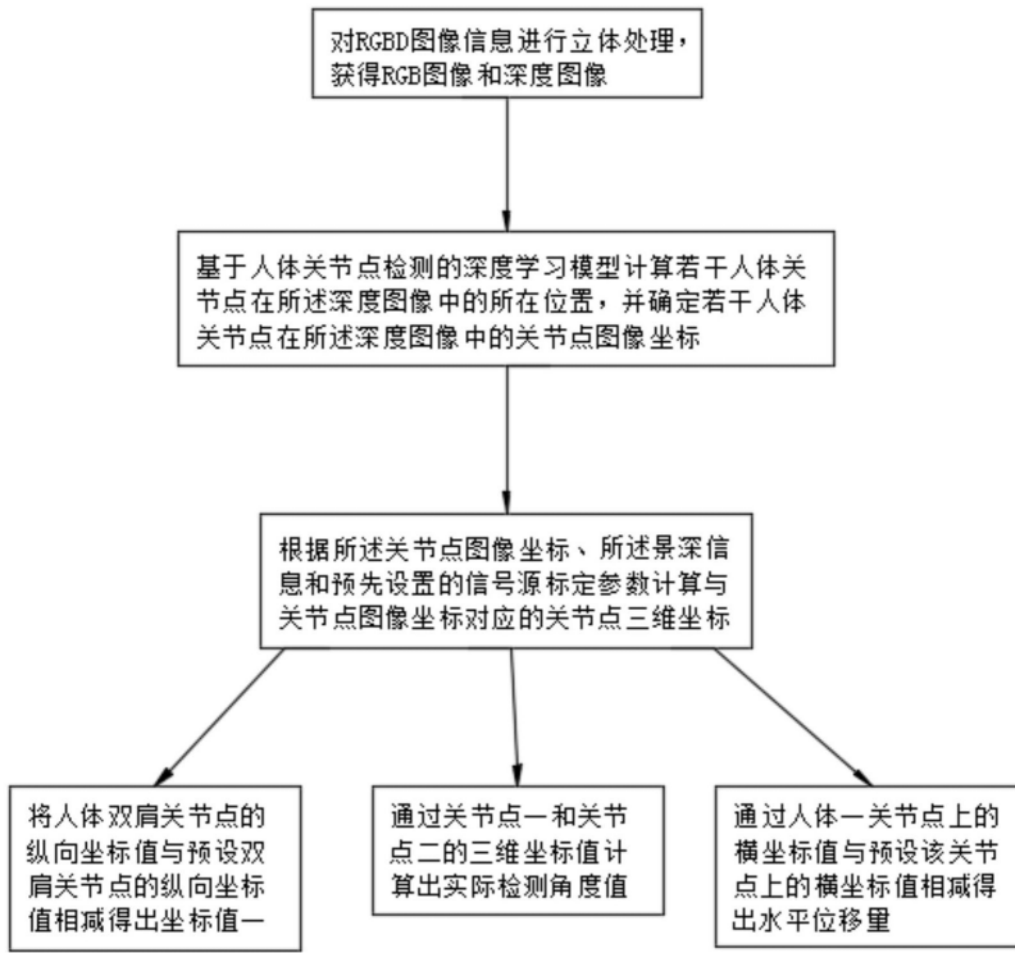 对RGBD图像信息进行立体处理，
获得RGB图像和深度图像
基于人体关节点检测的深度学习模型计算若干人体关
节点在所述深度图像中的所在位置，并确定若干人体
关节点在所述深度图像中的关节点图像坐标
根据所述关节点图像坐标、所述景深信
息和预先设置的信号源标定参数计算与
关节点图像坐标对应的关节点三维坐标
将人体双肩关节点的
纵向坐标值与预设双
肩关节点的纵向坐标
值相减得出坐标值一
通过关节点一和关节
点二的三维坐标值计
算出实际检测角度值
通过人体一关节点上的
横坐标值与预设该关节
点上的横坐标值相减得
出水平位移量